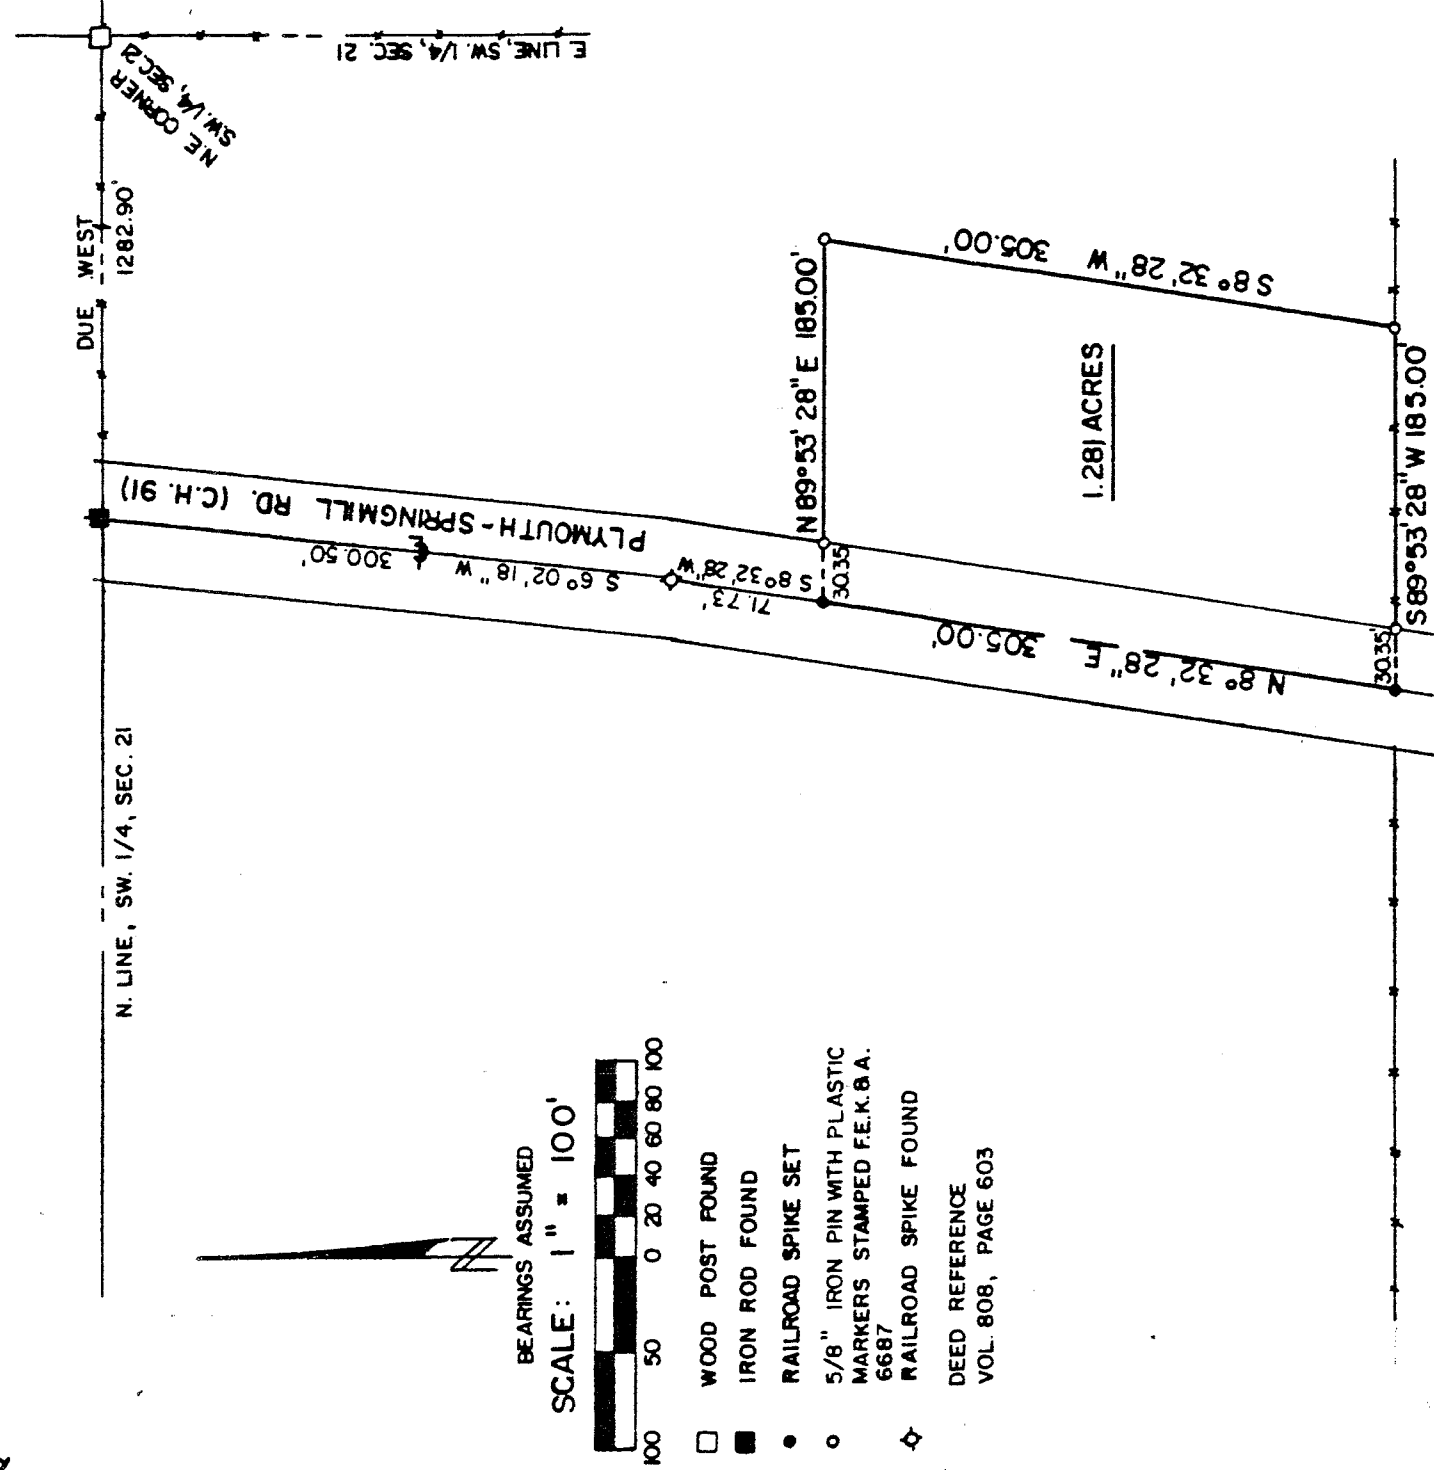 E. LINE, SW. 1/4, SEC. 21
N.E. CORNER
S.W. 1/4, SEC. 21
DUE WEST
1282.90'
N. LINE, SW. 1/4, SEC. 21
PLYMOUTH-SPRINGMILL RD. (C.H. 91)
300.50'
S 6° 02' 18" W
71.73'
S 8° 32' 28" W
30.35'
N 89° 53' 28" E 185.00'
S 8° 32' 28" W 305.00'
1.281 ACRES
N 8° 32' 28" E 305.00'
30.35'
S 89° 53' 28" W 185.00'
BEARINGS ASSUMED
SCALE: 1" = 100'
100 50 0 20 40 60 80 100
WOOD POST FOUND
IRON ROD FOUND
RAILROAD SPIKE SET
5/8" IRON PIN WITH PLASTIC
MARKERS STAMPED F.E.K. & A.
6687
RAILROAD SPIKE FOUND
DEED REFERENCE
VOL. 808, PAGE 603